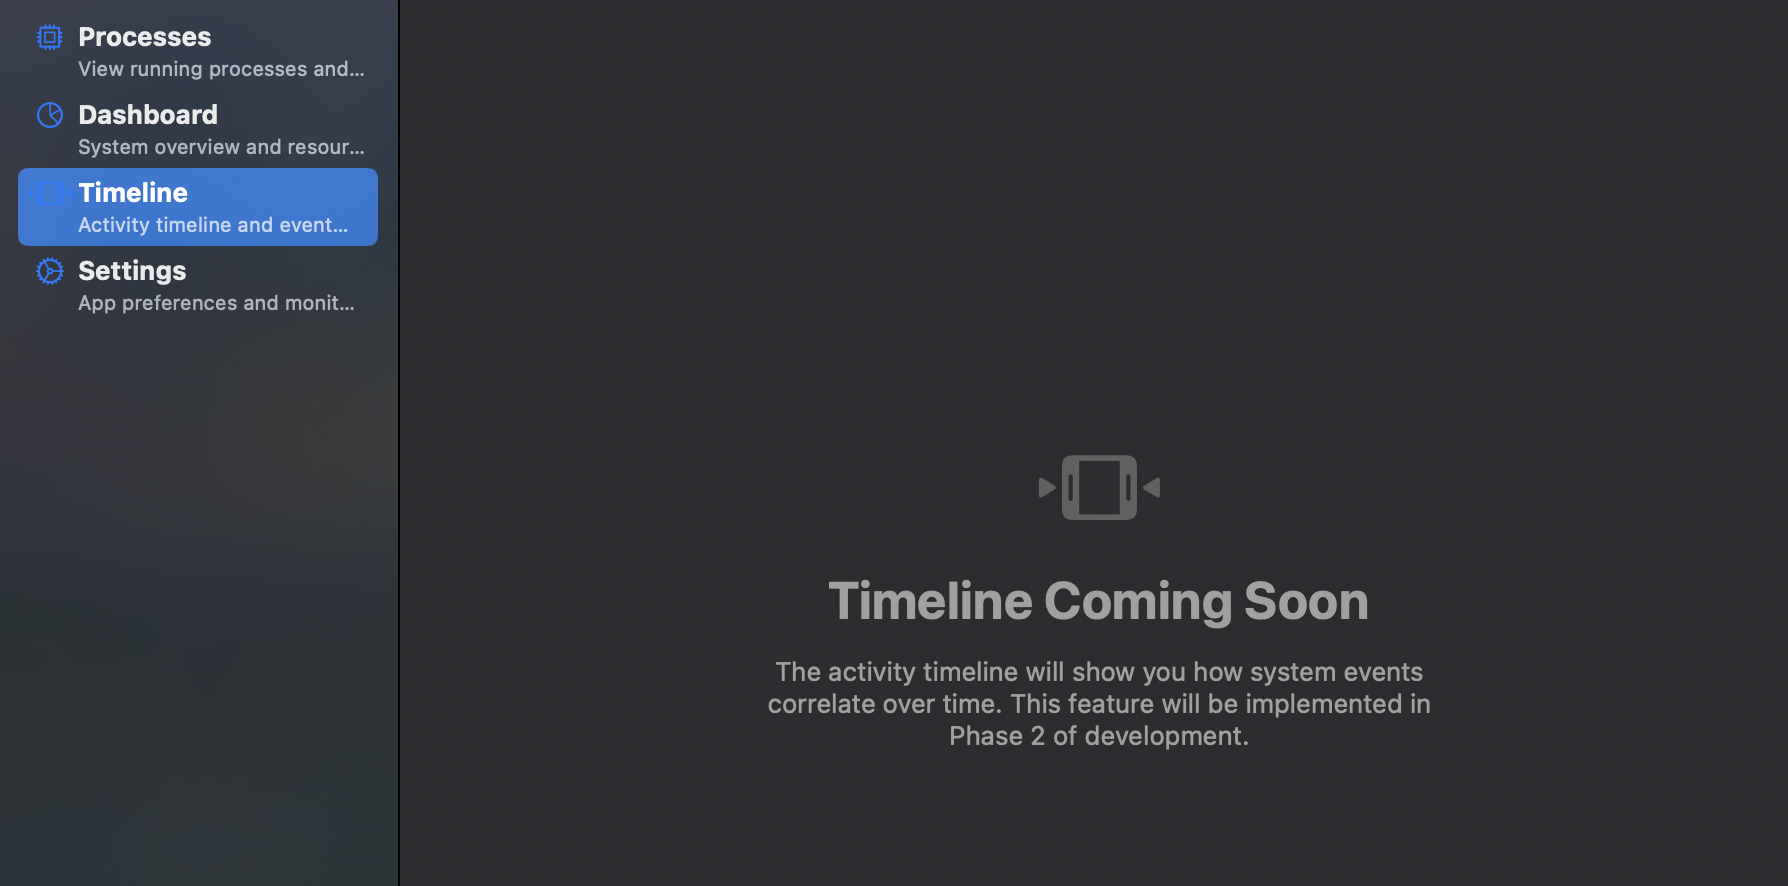 Processes
View running processes and...
Dashboard
System overview and resour...
Timeline
Activity timeline and event...
Settings
App preferences and monit...
Timeline Coming Soon
The activity timeline will show you how system events
correlate over time. This feature will be implemented in
Phase 2 of development.